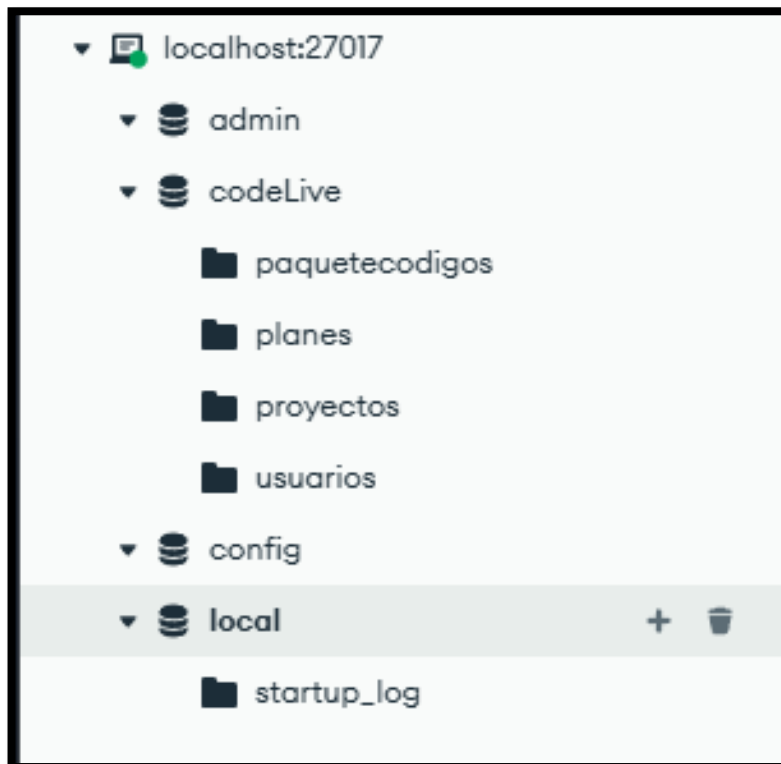 localhost:27017
admin
codeLive
paquetecodigos
planes
proyectos
usuarios
config
local
startup_log